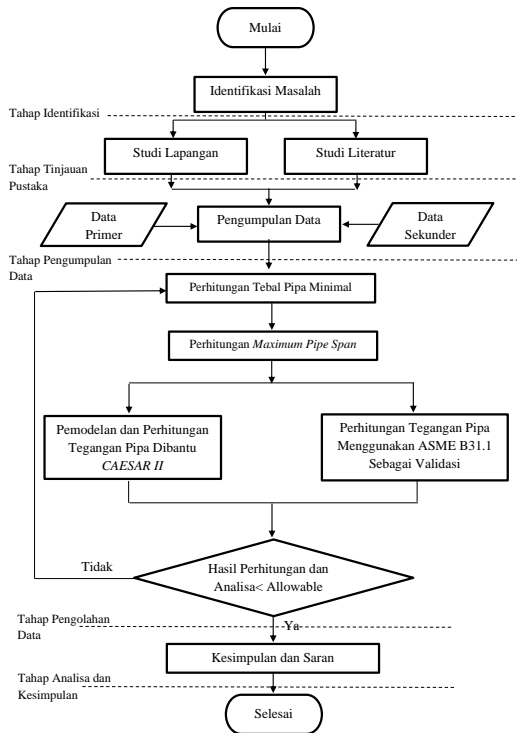 Mulai
Identifikasi Masalah
Tahap Identifikasi
Studi Lapangan
Studi Literatur
Tahap Tinjauan
Pustaka
Data
Primer
Pengumpulan Data
Data
Sekunder
Tahap Pengumpulan
Data
Perhitungan Tebal Pipa Minimal
Perhitungan Maximum Pipe Span
Pemodelan dan Perhitungan
Tegangan Pipa Dibantu
CAESAR II
Perhitungan Tegangan Pipa
Menggunakan ASME B31.1
Sebagai Validasi
Tidak
Hasil Perhitungan dan
Analisa< Allowable
Ya
Tahap Pengolahan
Data
Kesimpulan dan Saran
Tahap Analisa dan
Kesimpulan
Selesai